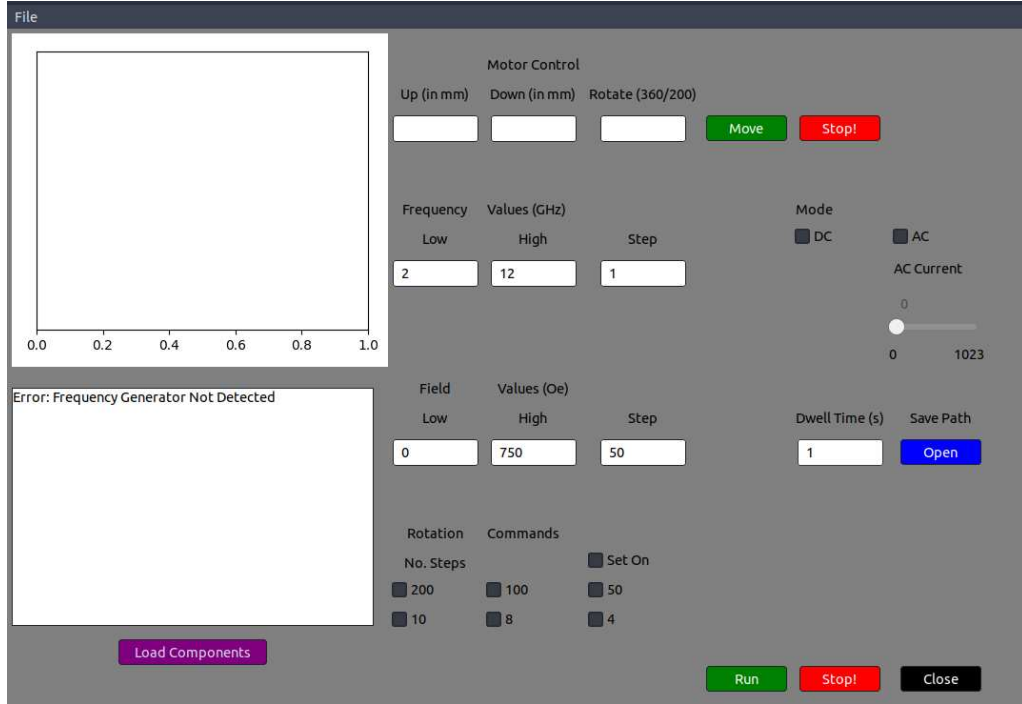 File
Motor Control
Up (in mm) Down (in mm) Rotate (360/200)
Move Stop!
Frequency Values (GHz)
Low High Step
2 12 1
Mode
DC AC
AC Current
0
0 1023
0.0 0.2 0.4 0.6 0.8 1.0
Error: Frequency Generator Not Detected
Field Values (Oe)
Low High Step
0 750 50
Dwell Time (s) Save Path
1 Open
Rotation Commands
No. Steps Set On
200 100 50
10 8 4
Load Components
Run Stop! Close